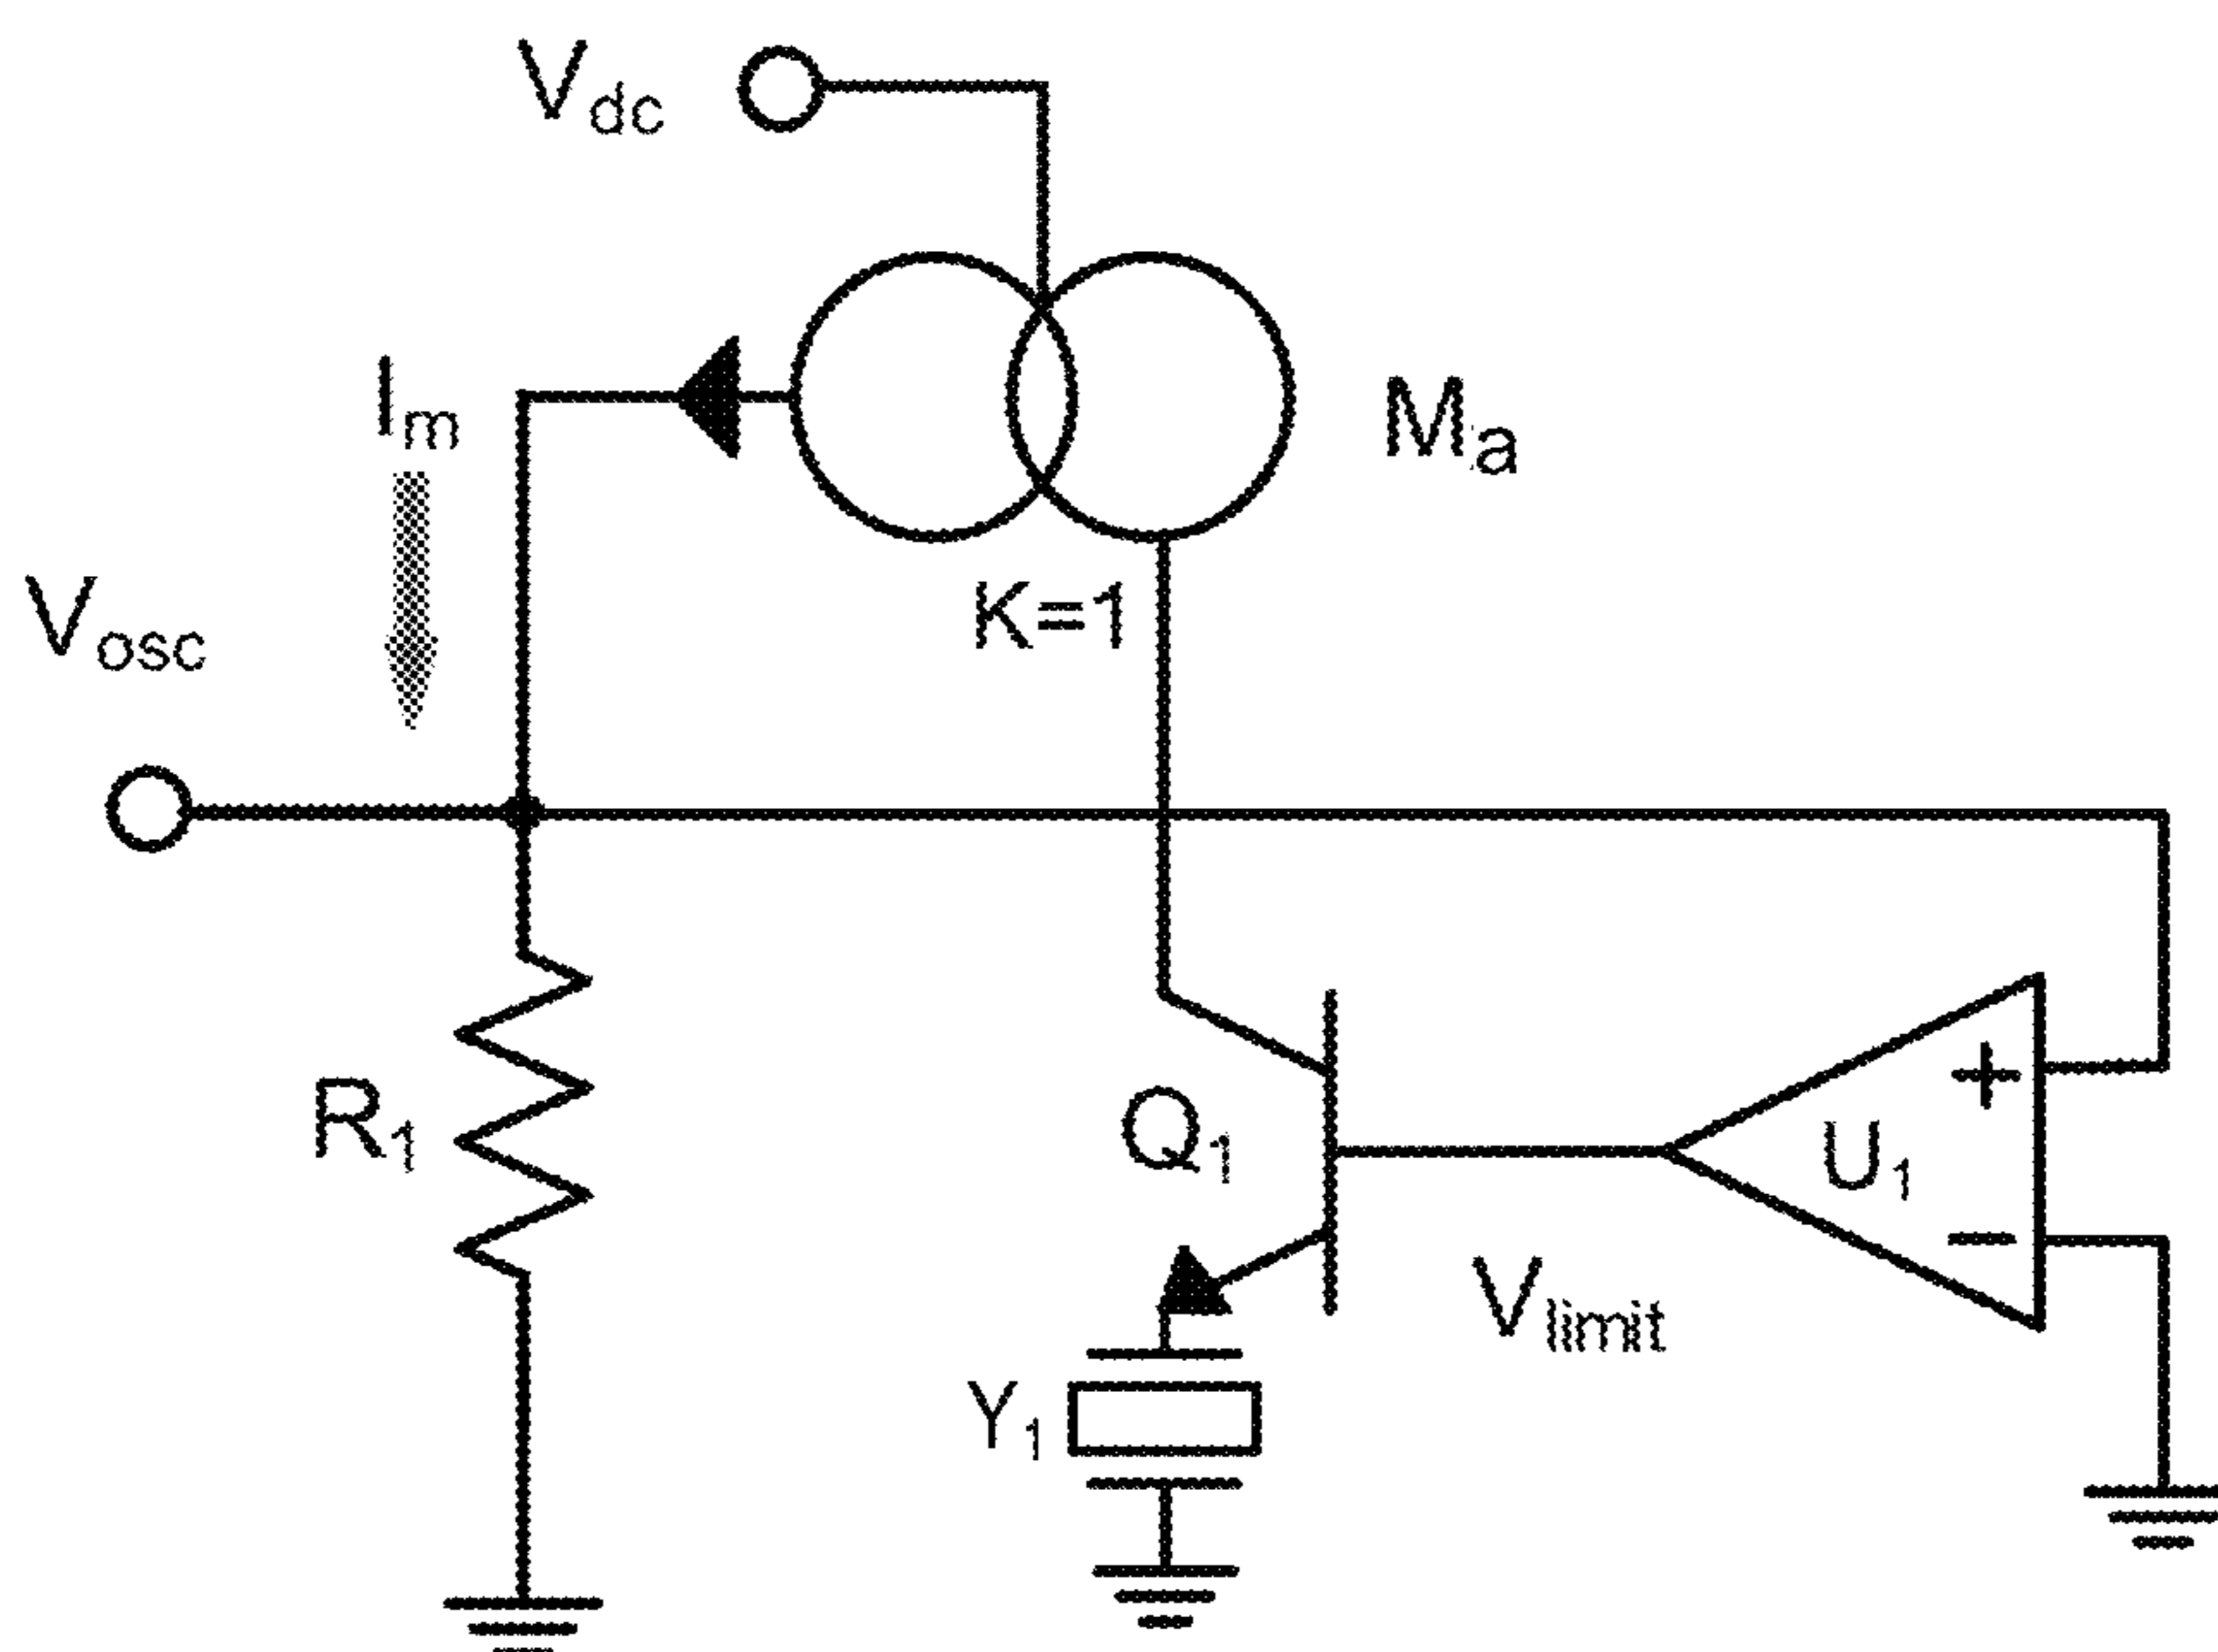 Vdc
Im
Ma
K=1
Vosc
R1
Q1
+
U1
−
Vlimit
Y1